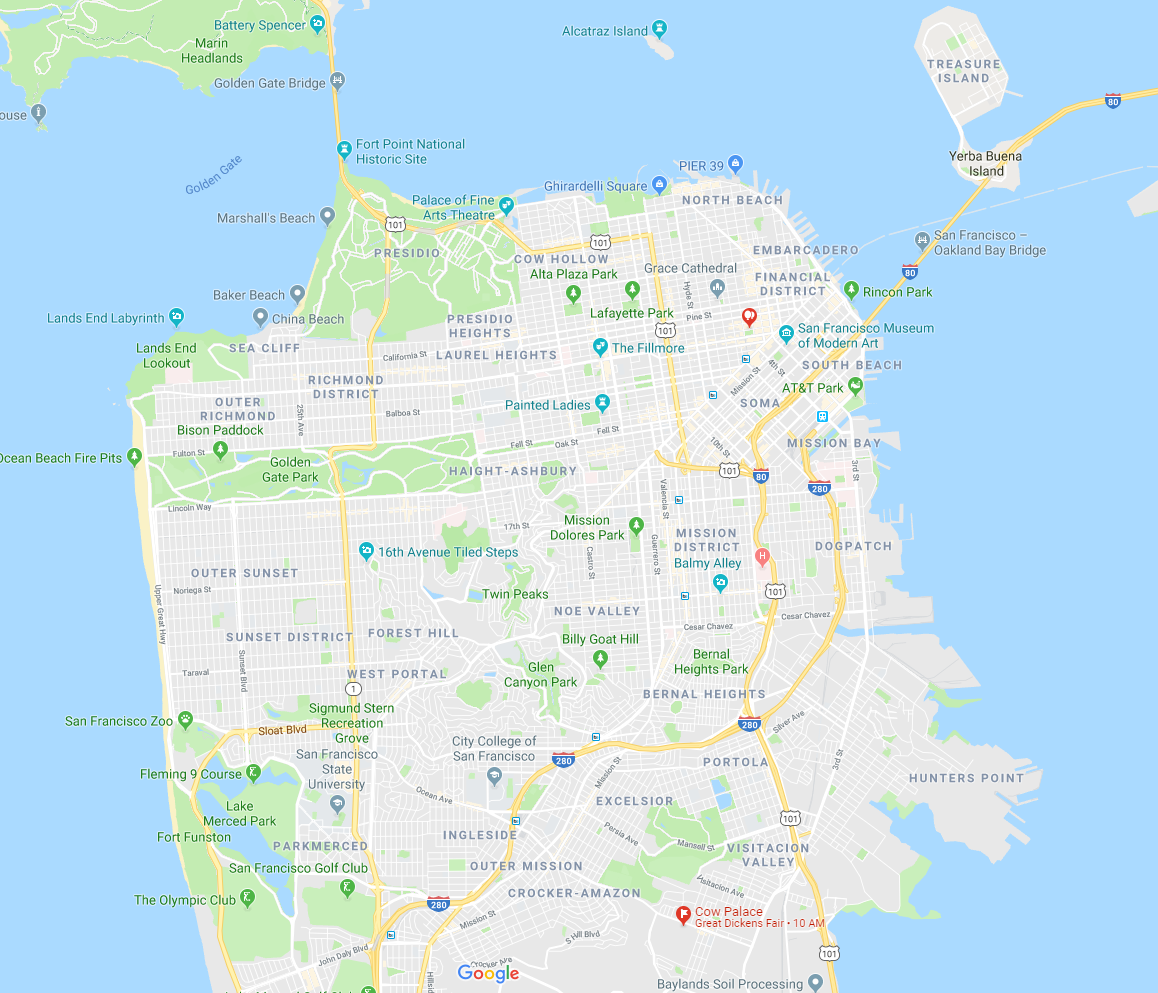 Battery Spencer
Marin
Headlands
Alcatraz Island
TREASURE
ISLAND
Golden Gate Bridge
80
ouse
Fort Point National
Historic Site
Yerba Buena
Island
Golden Gate
PIER 39
Ghirardelli Square
Palace of Fine
Arts Theatre
NORTH BEACH
Marshall's Beach
101
PRESIDIO
101
COW HOLLOW
EMBARCADERO
San Francisco –
Oakland Bay Bridge
Alta Plaza Park
Grace Cathedral
80
FINANCIAL
DISTRICT
Baker Beach
Hyde St
Rincon Park
Lands End Labyrinth
China Beach
Lafayette Park
Pine St
PRESIDIO
HEIGHTS
101
San Francisco Museum
of Modern Art
Lands End
Lookout
SEA CLIFF
California St
LAUREL HEIGHTS
The Fillmore
4th St
SOUTH BEACH
RICHMOND
DISTRICT
Mission St
AT&T Park
OUTER
RICHMOND
25th Ave
Balboa St
Painted Ladies
SOMA
Bison Paddock
Fell St
Oak St
Fell St
10th St
MISSION BAY
Ocean Beach Fire Pits
Fulton St
Golden
Gate Park
HAIGHT-ASHBURY
101
80
3rd St
280
Lincoln Way
Valencia St
17th St
Mission
Dolores Park
MISSION
DISTRICT
DOGPATCH
16th Avenue Tiled Steps
Castro St
Guerrero St
H
Balmy Alley
OUTER SUNSET
Noriega St
Upper Great Hwy
Twin Peaks
101
NOE VALLEY
Cesar Chavez
Cesar Chavez
SUNSET DISTRICT
FOREST HILL
Billy Goat Hill
Taraval
Sunset Blvd
WEST PORTAL
Glen
Canyon Park
Bernal
Heights Park
1
BERNAL HEIGHTS
San Francisco Zoo
Sigmund Stern
Recreation
Grove
Sloat Blvd
280
Silver Ave
City College of
San Francisco
San Francisco
State
University
280
3rd St
PORTOLA
Fleming 9 Course
Mission St
HUNTERS POINT
Lake
Merced Park
Ocean Ave
EXCELSIOR
101
Fort Funston
PARKMERCED
INGLESIDE
Persia Ave
Mansell St
VISITACION
VALLEY
San Francisco Golf Club
OUTER MISSION
The Olympic Club
CROCKER-AMAZON
Visitacion Ave
280
Mission St
Cow Palace
Great Dickens Fair • 10 AM
S Hill Blvd
John Daly Blvd
101
Crocker Ave
Google
Hillside
Baylands Soil Processing